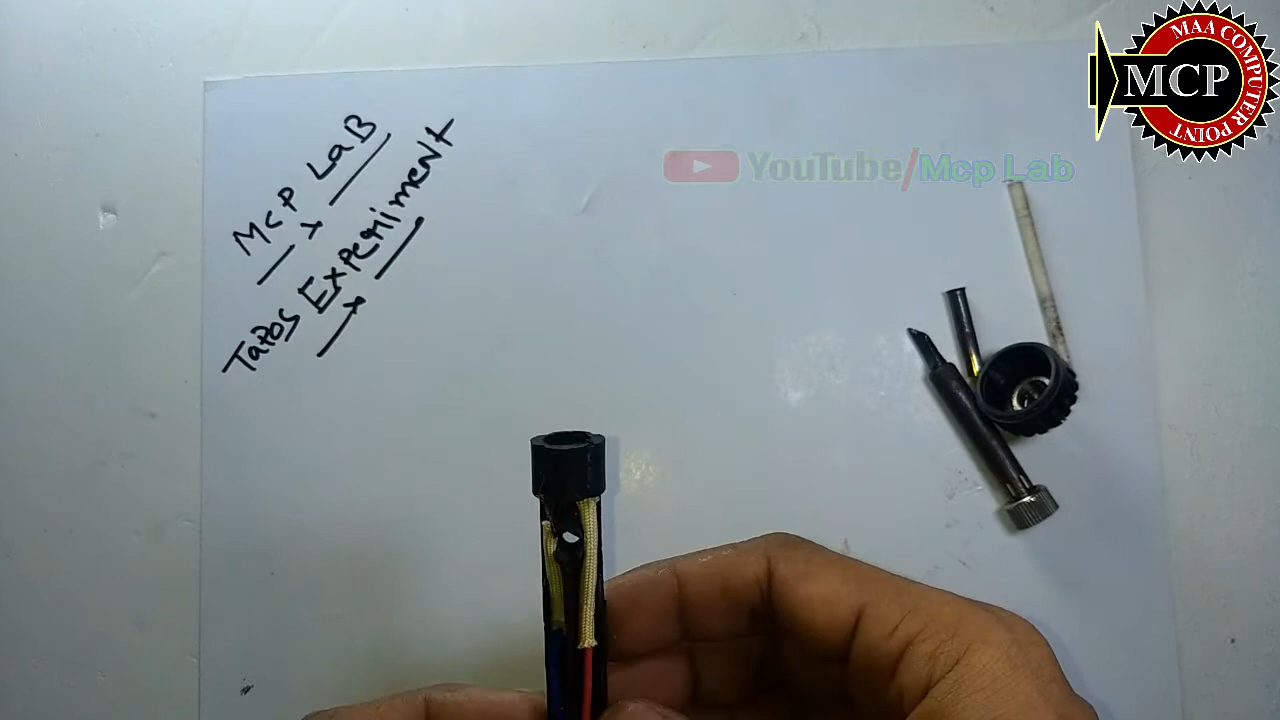 MCP LaB
Tapos Experiment
YouTube/Mcp Lab
MAA COMPUTER POINT
MCP